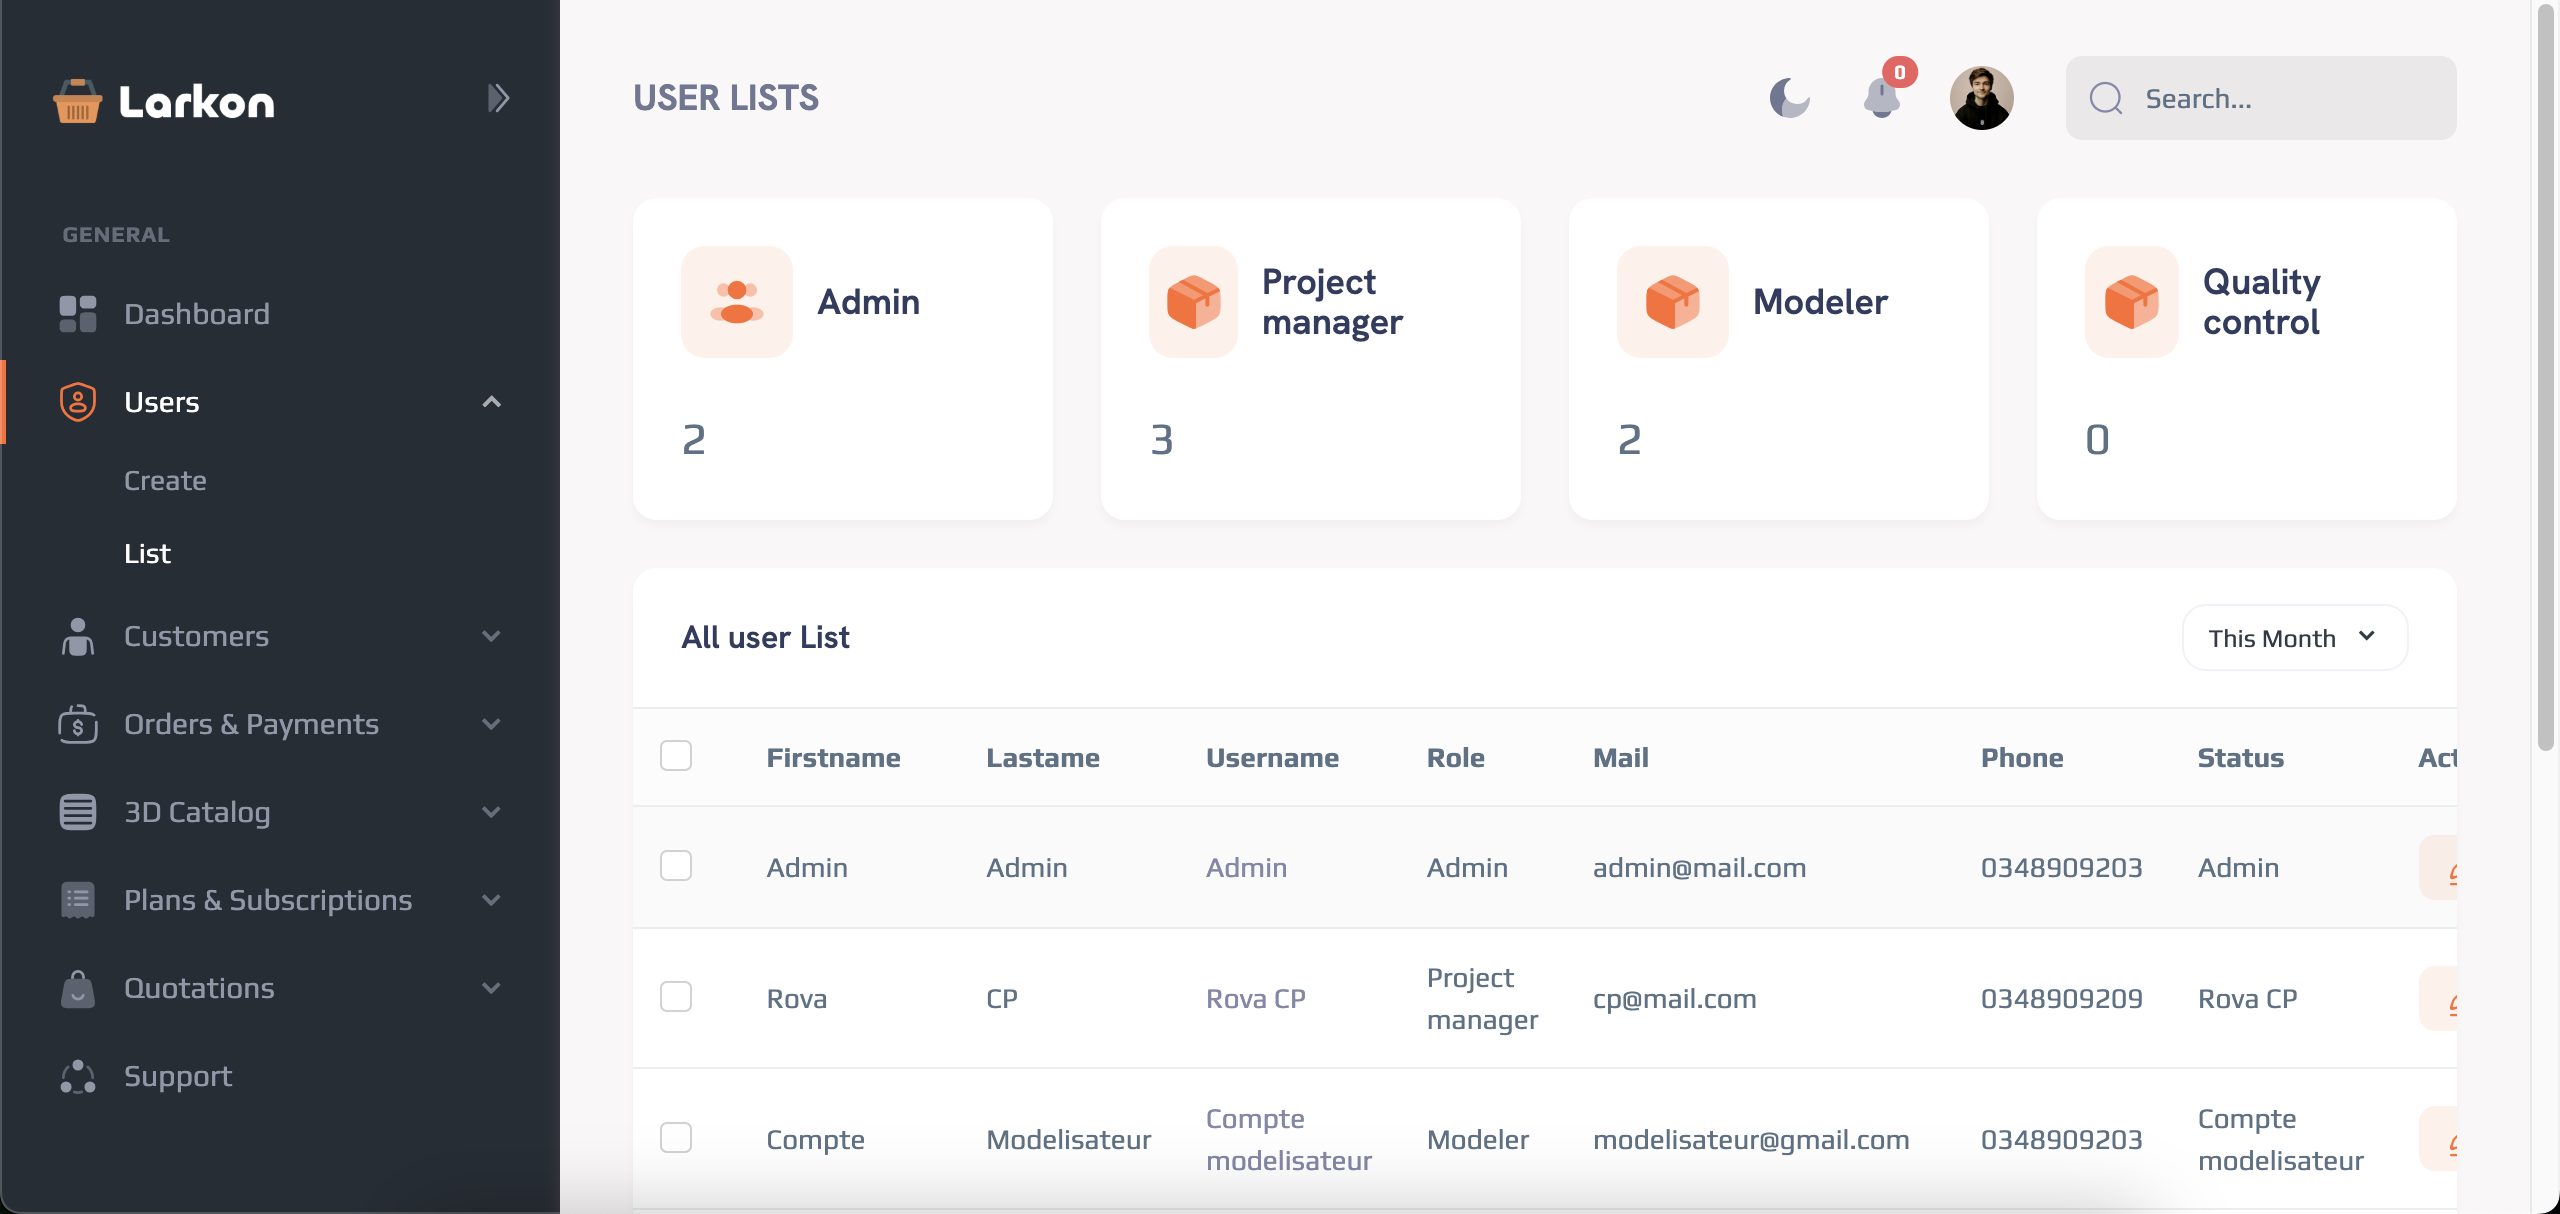 Larkon
GENERAL
Dashboard
Users
Create
List
Customers
Orders & Payments
3D Catalog
Plans & Subscriptions
Quotations
Support
USER LISTS
0
Search...
Admin
2
Project
manager
3
Modeler
2
Quality
control
0
All user List
This Month
Firstname Lastame Username Role Mail Phone Status Act
Admin Admin Admin Admin admin@mail.com 0348909203 Admin
Rova CP Rova CP Project manager cp@mail.com 0348909209 Rova CP
Compte Modelisateur Compte modelisateur Modeler modelisateur@gmail.com 0348909203 Compte modelisateur